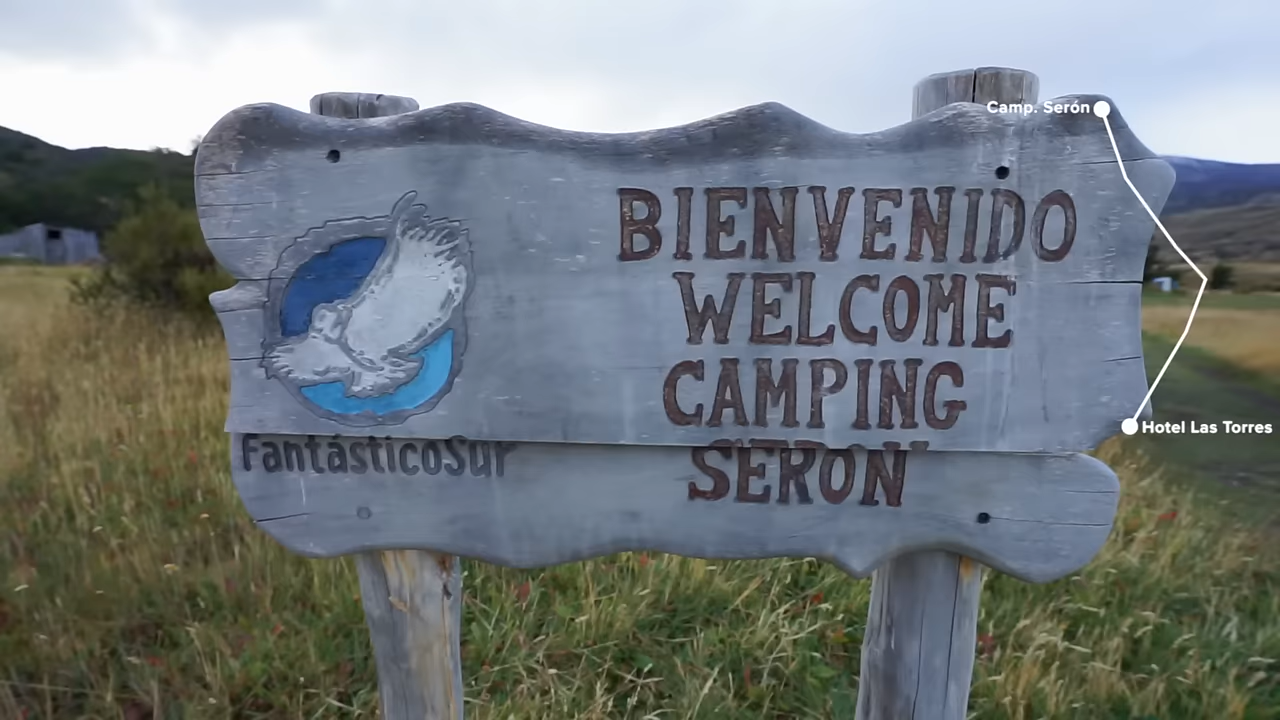 Camp. Serón
BIENVENIDO
WELCOME
CAMPING
SERON
FantásticoSur
Hotel Las Torres